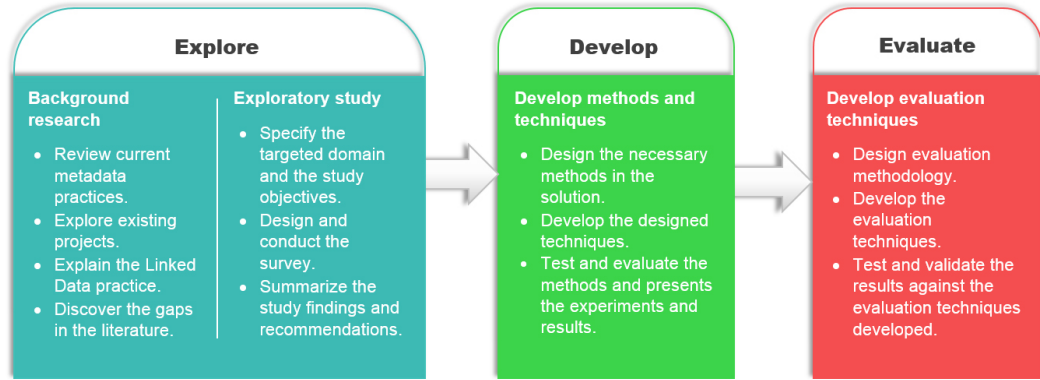 Explore
Background
research
• Review current
metadada
practices.
• Explore existing
projects.
• Explain the Linked
Data practice.
• Discover the gaps
in the literature.
Exploratory study
• Specify the
targeted domain
and the study
objectives.
• Design and
conduct the
survey.
• Summarize the
study findings and
recommendations.
Develop
Develop methods and
techniques
• Design the necessary
methods in the
solution.
• Develop the designed
techniques.
• Test and evaluate the
methods and presents
the experiments and
results.
Evaluate
Develop evaluation
techniques
• Design evaluation
methodology.
• Develop the
evaluation
techniques.
• Test and validate the
results against the
evaluation techniques
developed.